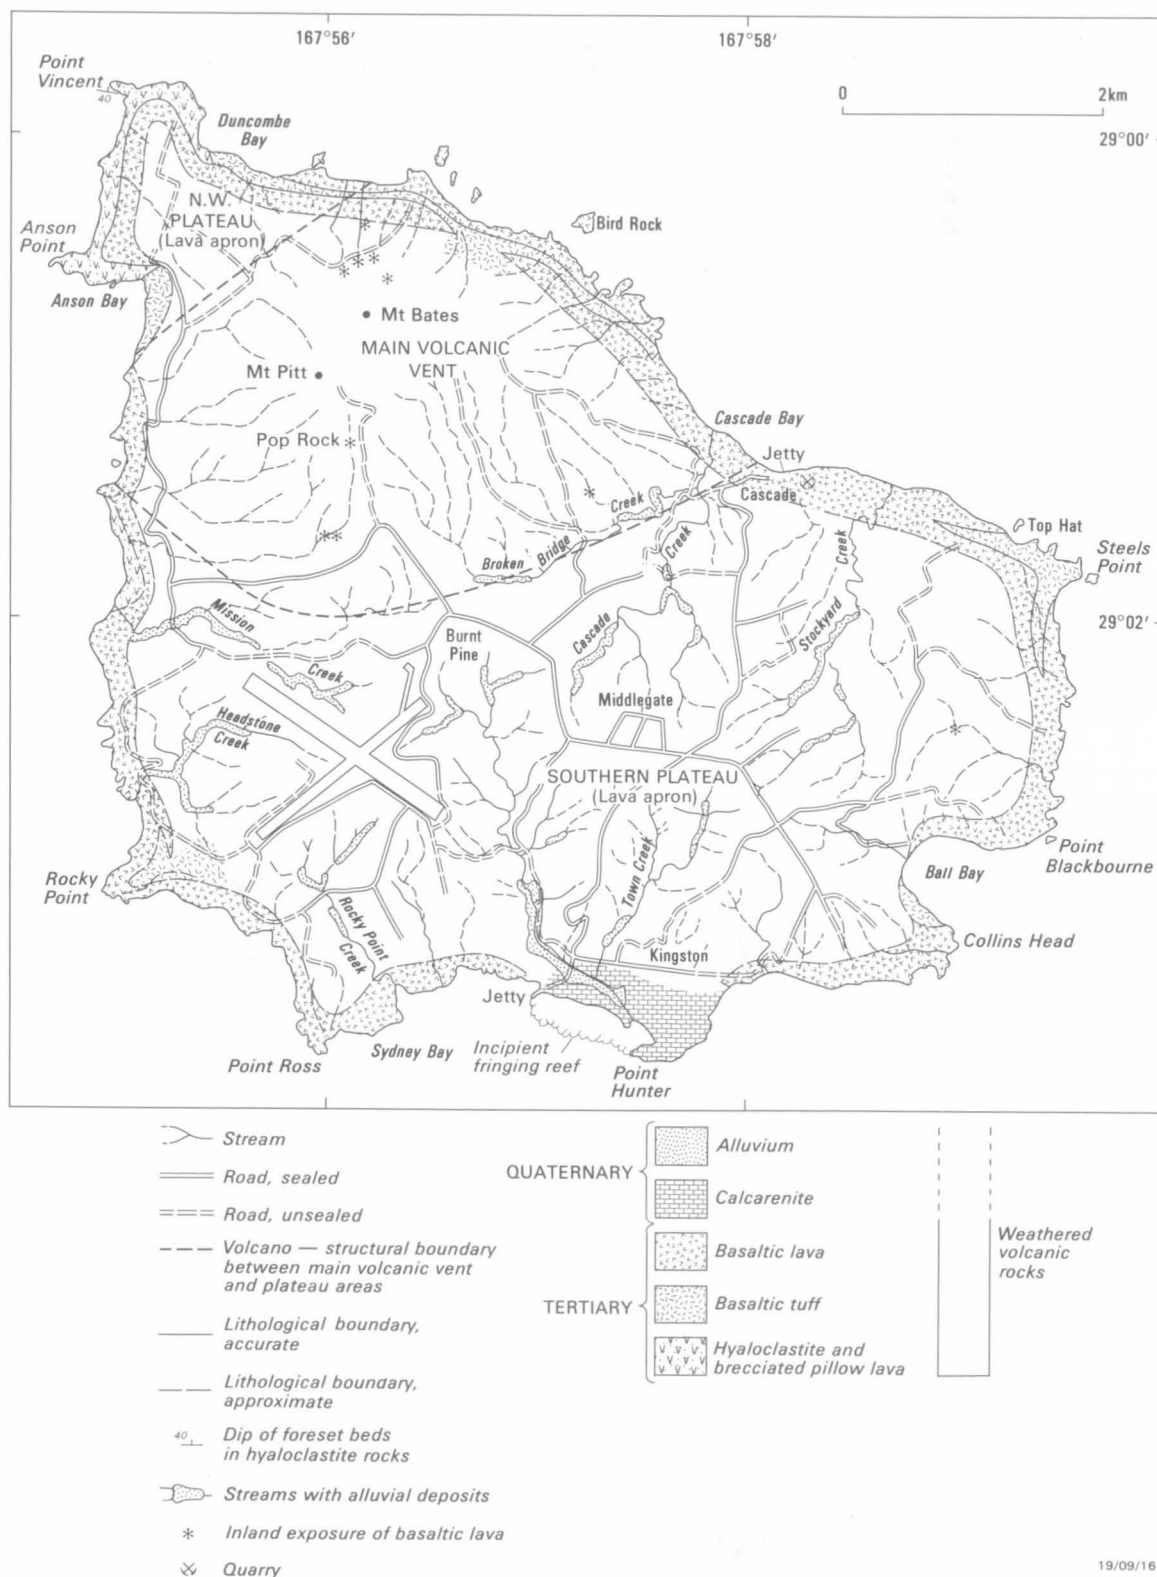 167°56'
167°58'
Point
Vincent
40
Duncombe
Bay
0
2km
29°00'
N.W.
PLATEAU
(Lava apron)
Anson
Point
Bird Rock
Anson Bay
Mt Bates
MAIN VOLCANIC
VENT
Mt Pitt
Cascade Bay
Pop Rock
Jetty
Cascade
Creek
Bridge
Broken
Creek
Top Hat
Steels
Point
Creek
Mission
29°02'
Burnt
Pine
Cascade
Stockyard
Creek
Middlegate
Headstone
Creek
SOUTHERN PLATEAU
(Lava apron)
Point
Blackbourne
Ball Bay
Rocky
Point
Town Creek
Rocky Point
Creek
Collins Head
Kingston
Jetty
Sydney Bay
Incipient
fringing reef
Point Ross
Point
Hunter
Stream
Road, sealed
Road, unsealed
Volcano — structural boundary
between main volcanic vent
and plateau areas
Lithological boundary,
accurate
Lithological boundary,
approximate
40
Dip of foreset beds
in hyaloclastite rocks
Streams with alluvial deposits
Inland exposure of basaltic lava
Quarry
QUATERNARY
Alluvium
Calcarenite
TERTIARY
Basaltic lava
Basaltic tuff
Hyaloclastite and
brecciated pillow lava
Weathered
volcanic
rocks
19/09/16